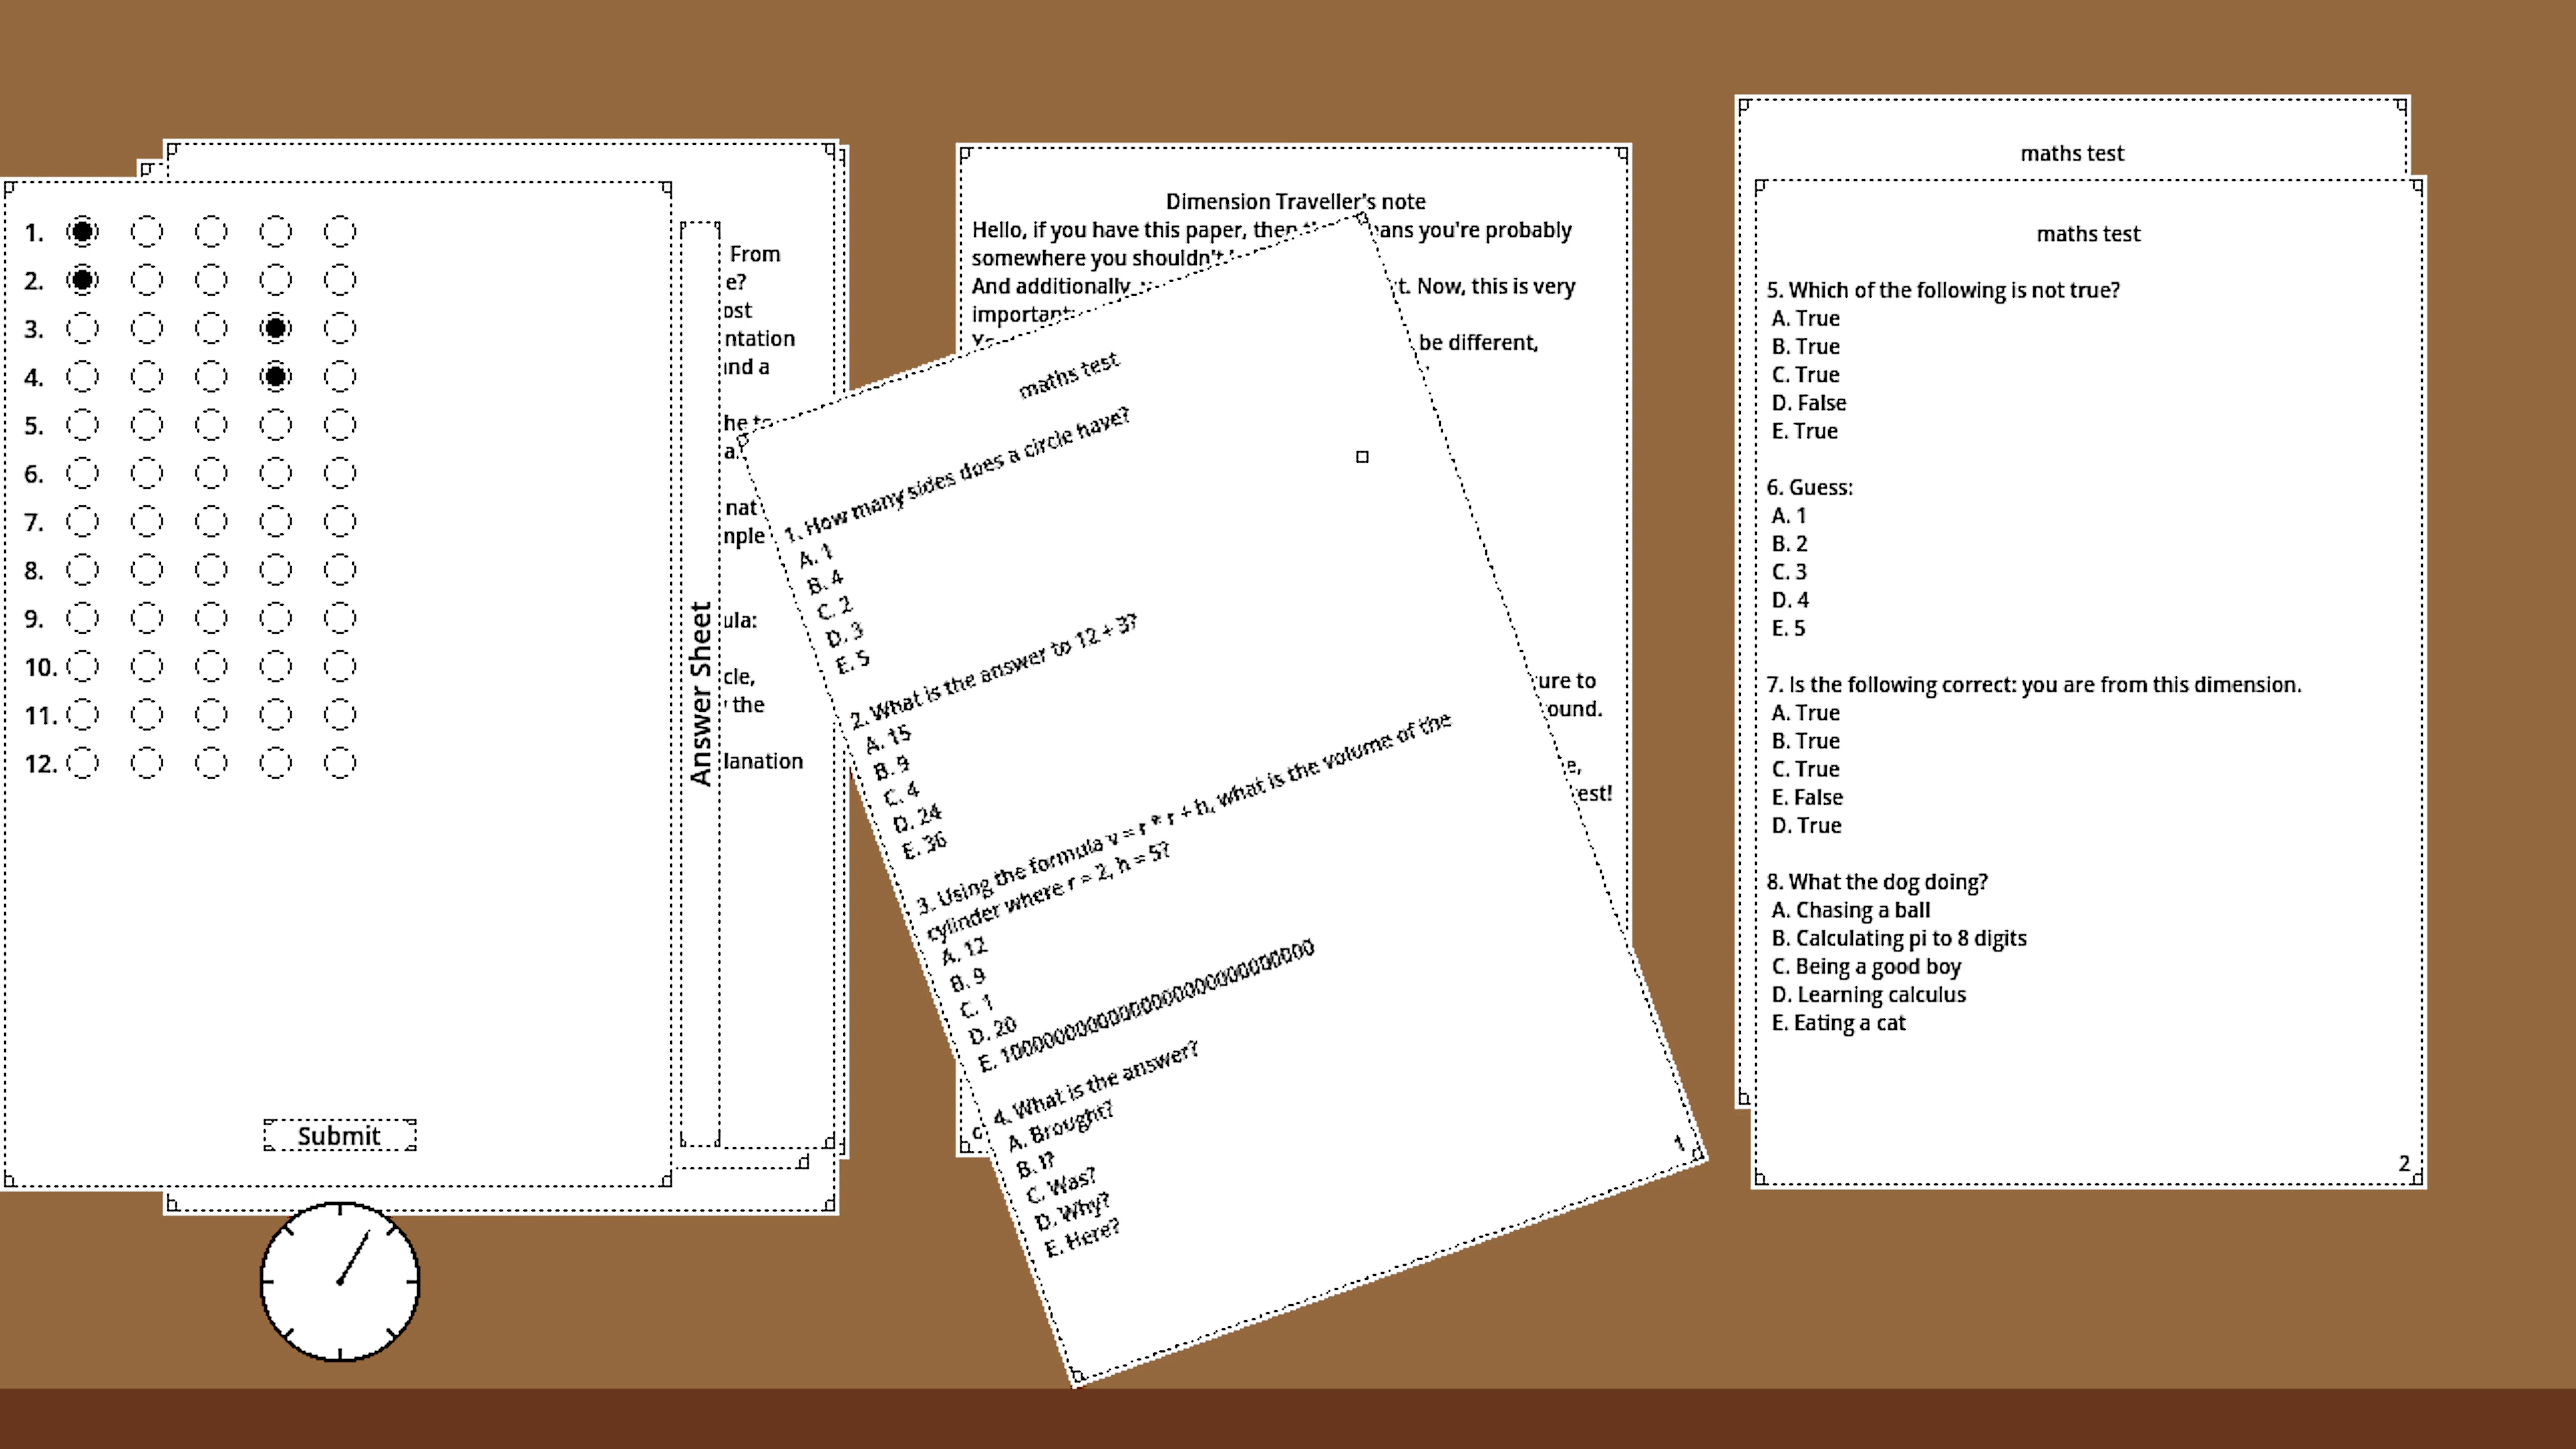 1.
2.
3.
4.
5.
6.
7.
8.
9.
10.
11.
12.
Submit
Answer Sheet
From
e?
ost
ntation
and a
he to
a.
nat
nple
ula:
cle,
the
lanation
Dimension Traveller's note
Hello, if you have this paper, then ans you're probably
somewhere you shouldn't
And additionally t. Now, this is very
important
be different,
ure to
ound.
e,
est!
maths test
1. How many sides does a circle have?
A. 1
B. 4
C. 2
D. 3
E. 5
2. What is the answer to 12 + 3?
A. 15
B. 9
C. 4
D. 24
E. 36
3. Using the formula v = r * r + h, what is the volume of the
cylinder where r = 2, h = 5?
A. 12
B. 9
C. 1
D. 20
4. What is the answer?
A. Brought?
B. I?
C. Was?
D. Why?
E. Here?
1
maths test
maths test
5. Which of the following is not true?
A. True
B. True
C. True
D. False
E. True
6. Guess:
A. 1
B. 2
C. 3
D. 4
E. 5
7. Is the following correct: you are from this dimension.
A. True
B. True
C. True
E. False
D. True
8. What the dog doing?
A. Chasing a ball
B. Calculating pi to 8 digits
C. Being a good boy
D. Learning calculus
E. Eating a cat
2